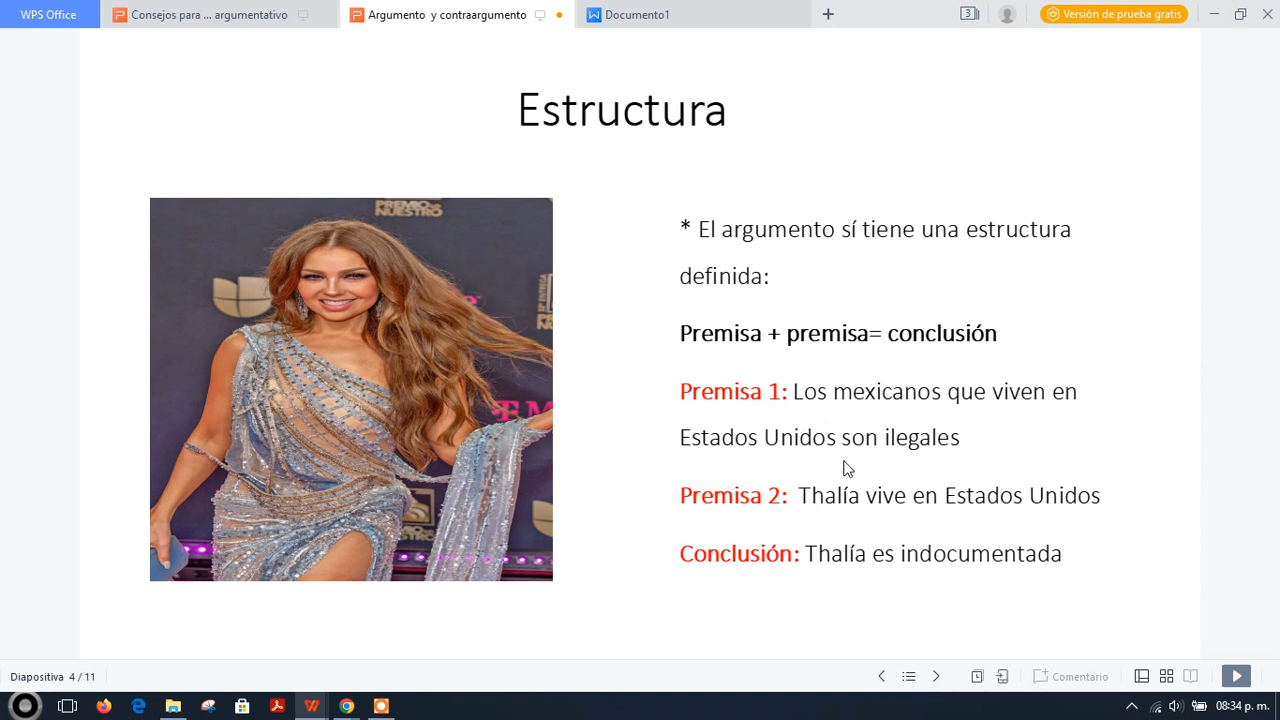 WPS Office
Consejos para ... argumentativo
Argumento y contraargumento
Documento1
3
Versión de prueba gratis
Estructura
PREMIO
NUESTRO
* El argumento sí tiene una estructura
definida:
Premisa + premisa= conclusión
Premisa 1: Los mexicanos que viven en
Estados Unidos son ilegales
Premisa 2: Thalía vive en Estados Unidos
Conclusión: Thalía es indocumentada
Diapositiva 4 / 11
Comentario
08:34 p. m.